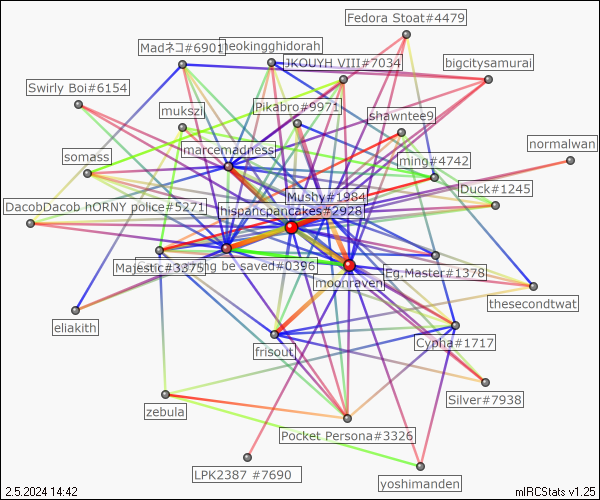 Fedora Stoat#4479
Madネコ#6901
neokingghidorah
JKOUYH VIII#7034
bigcitysamurai
Swirly Boi#6154
mukszi
Pikabro#9971
shawntee9
normalwan
somass
marcemadness
ming#4742
Duck#1245
Mushy#1984
DacobDacob hORNY police#5271
hispancpancakes#2928
Majestic#3375
ng be saved#0396
Eg.Master#1378
moonraven
thesecondtwat
eliakith
frisout
Cypha#1717
zebula
Silver#7938
Pocket Persona#3326
LPK2387 #7690
yoshimanden
2.5.2024 14:42
mIRCStats v1.25